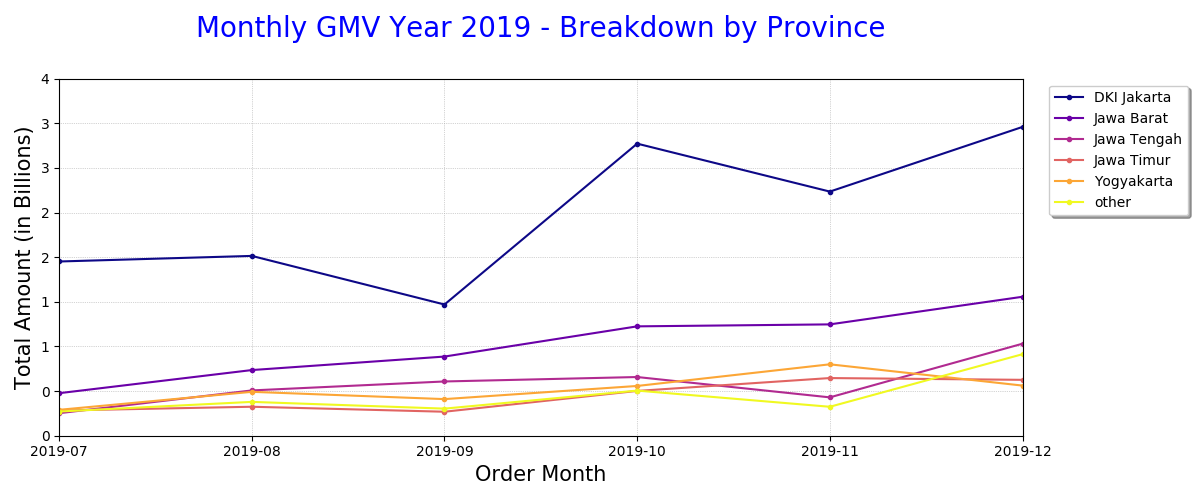 Monthly GMV Year 2019 - Breakdown by Province
Total Amount (in Billions)
4
3
3
2
2
1
1
0
0
2019-07 2019-08 2019-09 2019-10 2019-11 2019-12
Order Month
DKI Jakarta
Jawa Barat
Jawa Tengah
Jawa Timur
Yogyakarta
other